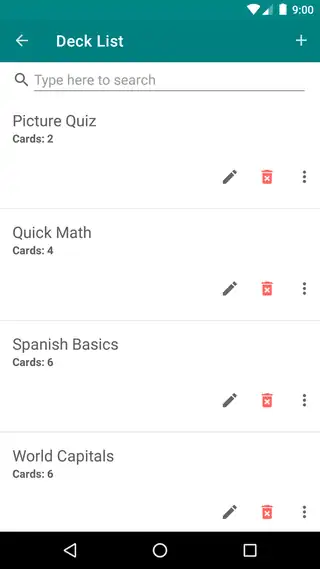 9:00
Deck List
Type here to search
Picture Quiz
Cards: 2
Quick Math
Cards: 4
Spanish Basics
Cards: 6
World Capitals
Cards: 6